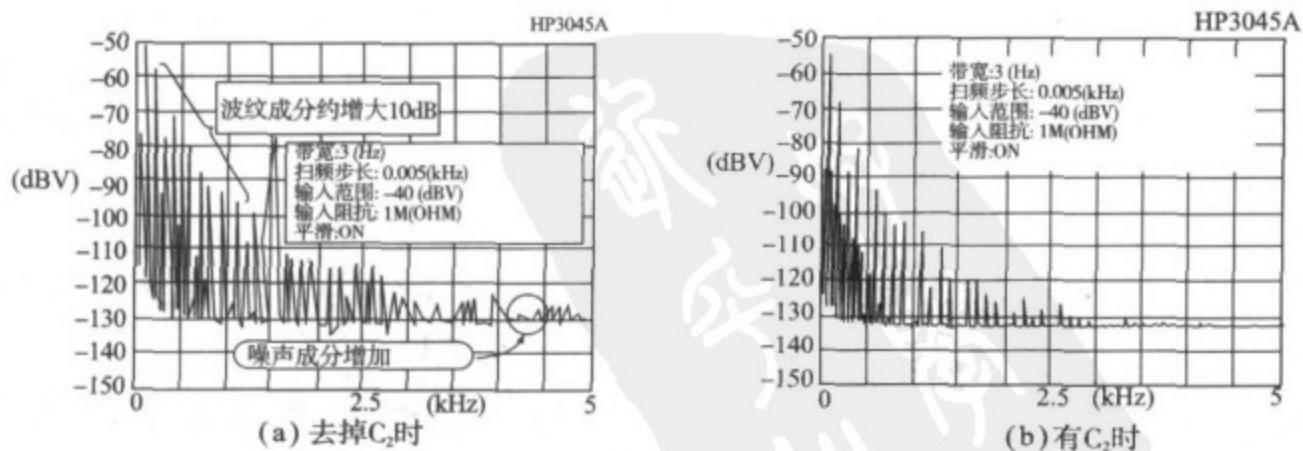 HP3045A
-50
-60
-70
-80
-90
-100
-110
-120
-130
-140
-150
(dBV)
波纹成分约增大10dB
带宽:3 (Hz)
扫频步长: 0.005(kHz)
输入范围: -40 (dBV)
输入阻抗: 1M(OHM)
平滑:ON
噪声成分增加
0
2.5
(kHz)
5
(a) 去掉C₂时
HP3045A
-50
-60
-70
-80
-90
-100
-110
-120
-130
-140
-150
(dBV)
带宽:3 (Hz)
扫频步长: 0.005(kHz)
输入范围: -40 (dBV)
输入阻抗: 1M(OHM)
平滑:ON
0
2.5
(kHz)
5
(b) 有C₂时